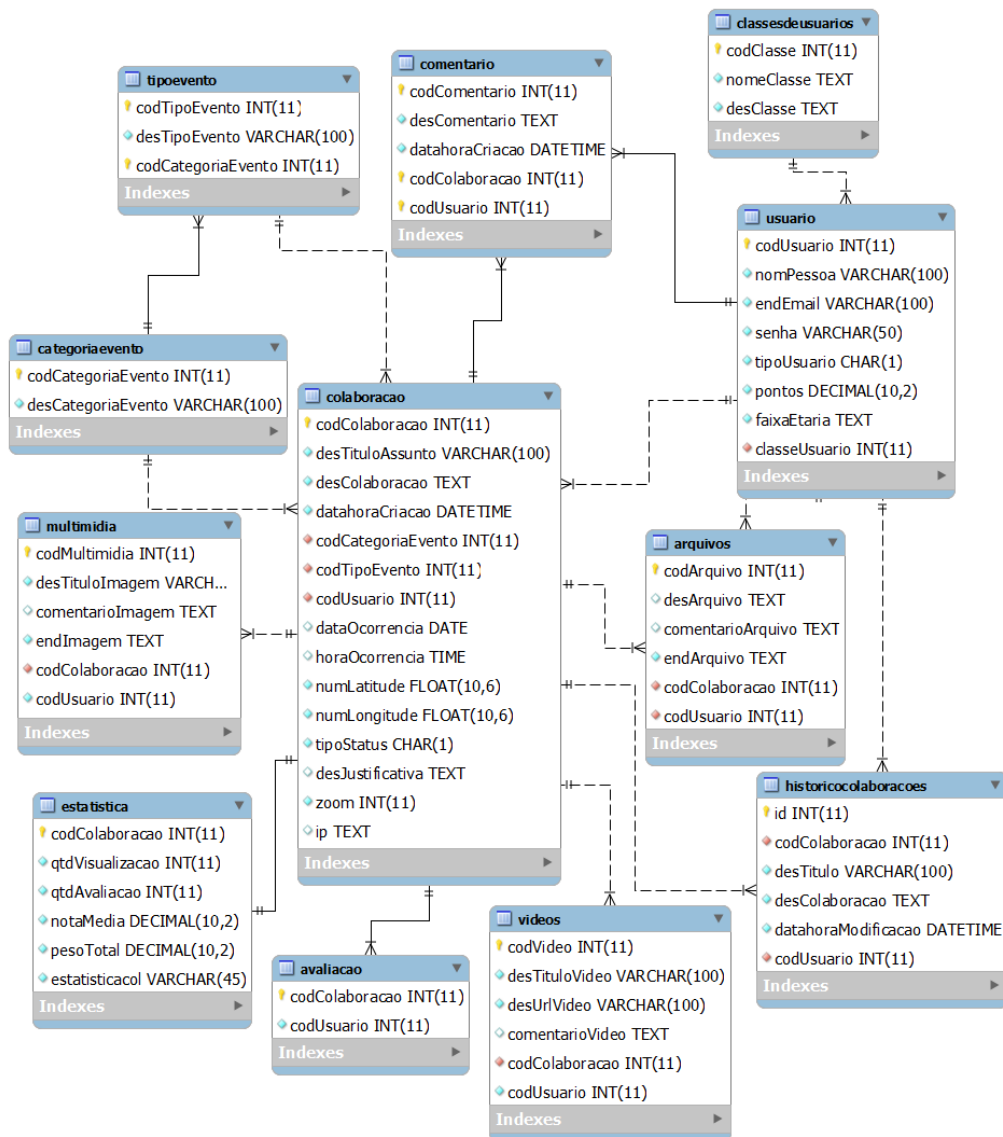 classesdeusuarios
codClasse INT(11)
nomeClasse TEXT
desClasse TEXT
Indexes
tipoevento
codTipoEvento INT(11)
desTipoEvento VARCHAR(100)
codCategoriaEvento INT(11)
Indexes
comentario
codComentario INT(11)
desComentario TEXT
datahoraCriacao DATETIME
codColaboracao INT(11)
codUsuario INT(11)
Indexes
usuario
codUsuario INT(11)
nomPessoa VARCHAR(100)
endEmail VARCHAR(100)
senha VARCHAR(50)
tipoUsuario CHAR(1)
pontos DECIMAL(10,2)
faixaEtaria TEXT
classeUsuario INT(11)
Indexes
categoriaevento
codCategoriaEvento INT(11)
desCategoriaEvento VARCHAR(100)
Indexes
colaboracao
codColaboracao INT(11)
desTituloAssunto VARCHAR(100)
desColaboracao TEXT
datahoraCriacao DATETIME
codCategoriaEvento INT(11)
codTipoEvento INT(11)
codUsuario INT(11)
dataOcorrencia DATE
horaOcorrencia TIME
numLatitude FLOAT(10,6)
numLongitude FLOAT(10,6)
tipoStatus CHAR(1)
desJustificativa TEXT
zoom INT(11)
ip TEXT
Indexes
multimidia
codMultimidia INT(11)
desTituloImagem VARCH...
comentarioImagem TEXT
endImagem TEXT
codColaboracao INT(11)
codUsuario INT(11)
Indexes
arquivos
codArquivo INT(11)
desArquivo TEXT
comentarioArquivo TEXT
endArquivo TEXT
codColaboracao INT(11)
codUsuario INT(11)
Indexes
estatistica
codColaboracao INT(11)
qtdVisualizacao INT(11)
qtdAvaliacao INT(11)
notaMedia DECIMAL(10,2)
pesoTotal DECIMAL(10,2)
estatisticacol VARCHAR(45)
Indexes
historicocolaboracoes
id INT(11)
codColaboracao INT(11)
desTitulo VARCHAR(100)
desColaboracao TEXT
datahoraModificacao DATETIME
codUsuario INT(11)
Indexes
avaliacao
codColaboracao INT(11)
codUsuario INT(11)
Indexes
videos
codVideo INT(11)
desTituloVideo VARCHAR(100)
desUrlVideo VARCHAR(100)
comentarioVideo TEXT
codColaboracao INT(11)
codUsuario INT(11)
Indexes